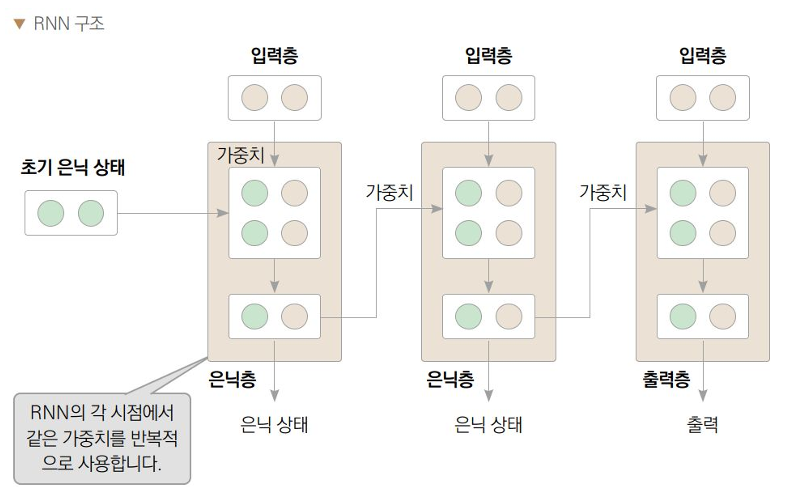 ▼ RNN 구조
입력층
입력층
입력층
초기 은닉 상태
가중치
가중치
가중치
은닉층
은닉층
출력층
은닉 상태
은닉 상태
출력
RNN의 각 시점에서
같은 가중치를 반복적
으로 사용합니다.